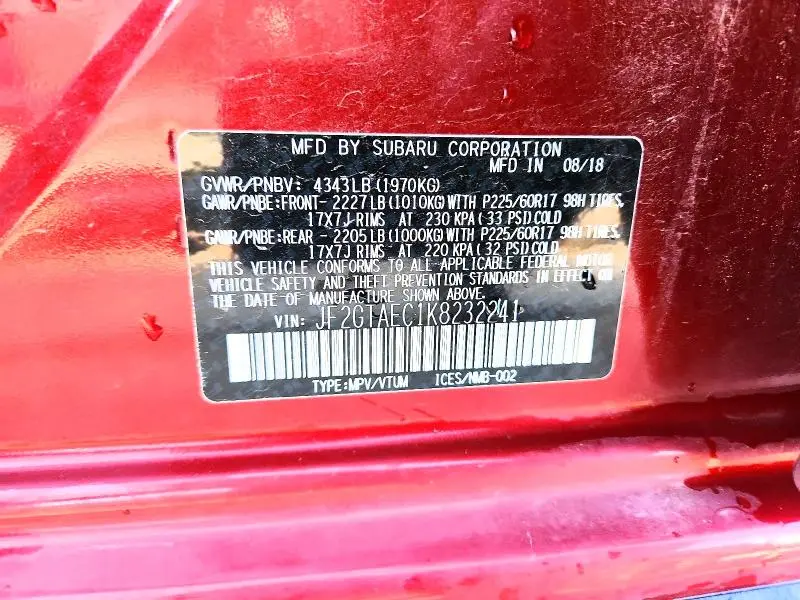 MFD BY SUBARU CORPORATION
MFD IN 08/18
GVWR/PNBV: 4343LB(1970KG)
GAWR/PNBE:FRONT- 2227LB(1010KG)WITH P225/60R17 98H TIRES,
17X7J RIMS AT 230 KPA(33 PSI)COLD
GAWR/PNBE:REAR - 2205LB(1000KG)WITH P225/60R17 98H TIRES,
17X7J RIMS AT 220 KPA(32 PSI)COLD
THIS VEHICLE CONFORMS TO ALL APPLICABLE FEDERAL MOTOR
VEHICLE SAFETY AND THEFT PREVENTION STANDARDS IN EFFECT ON
THE DATE OF MANUFACTURE SHOWN ABOVE.
VIN: JF2GTAEC1K8232241
TYPE:MPV/VTUM ICES/NMB-002